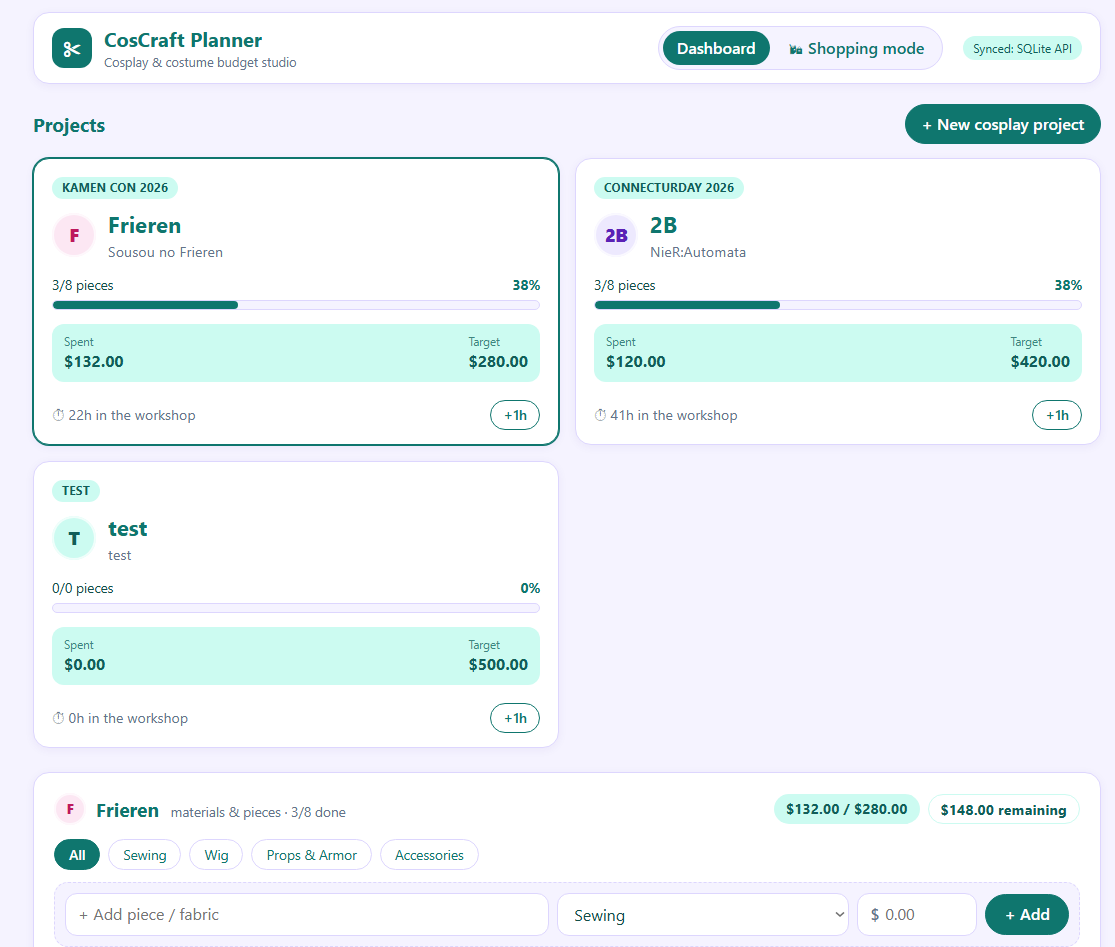 CosCraft Planner
Cosplay & costume budget studio
Dashboard
Shopping mode
Synced: SQLite API
Projects
+ New cosplay project
KAMEN CON 2026
F
Frieren
Sousou no Frieren
3/8 pieces
38%
Spent
Target
$132.00
$280.00
⏱ 22h in the workshop
+1h
CONNECTURDAY 2026
2B
2B
NieR:Automata
3/8 pieces
38%
Spent
Target
$120.00
$420.00
⏱ 41h in the workshop
+1h
TEST
T
test
test
0/0 pieces
0%
Spent
Target
$0.00
$500.00
⏱ 0h in the workshop
+1h
F
Frieren materials & pieces · 3/8 done
$132.00 / $280.00
$148.00 remaining
All
Sewing
Wig
Props & Armor
Accessories
+ Add piece / fabric
Sewing
$ 0.00
+ Add